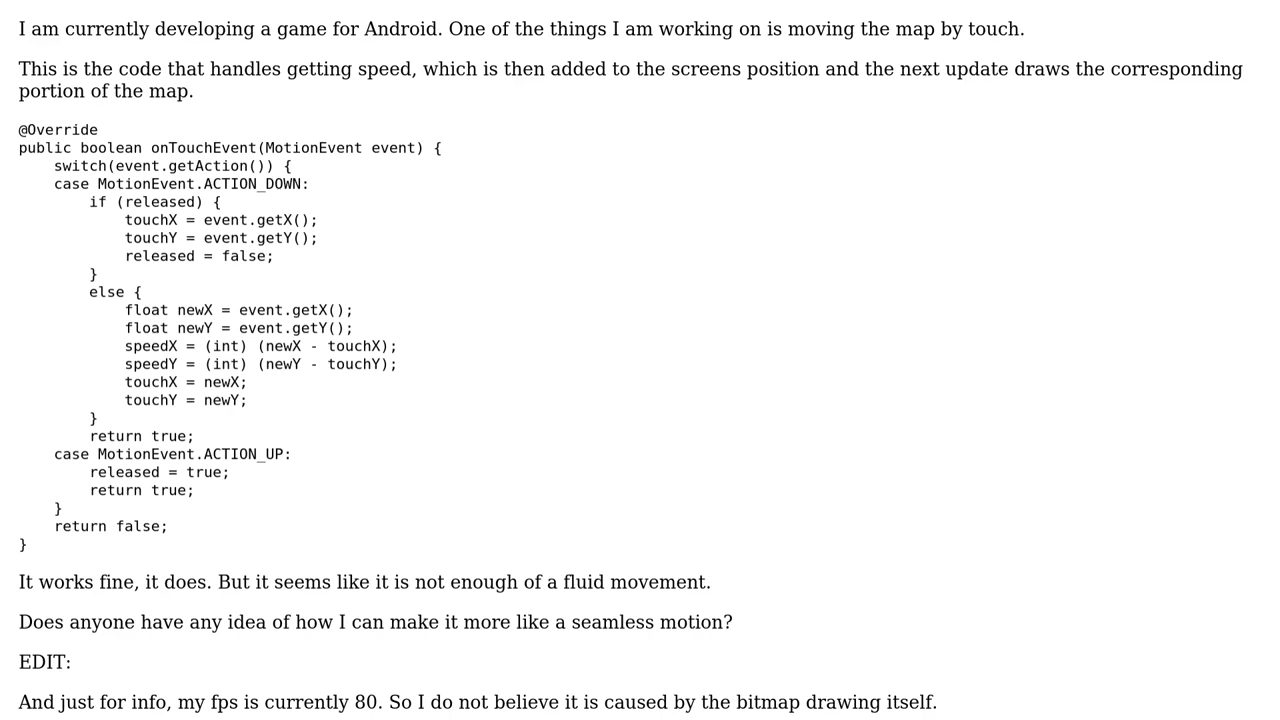 I am currently developing a game for Android. One of the things I am working on is moving the map by touch.
This is the code that handles getting speed, which is then added to the screens position and the next update draws the corresponding
portion of the map.
@Override
public boolean onTouchEvent(MotionEvent event) {
    switch(event.getAction()) {
    case MotionEvent.ACTION_DOWN:
        if (released) {
            touchX = event.getX();
            touchY = event.getY();
            released = false;
        }
        else {
            float newX = event.getX();
            float newY = event.getY();
            speedX = (int) (newX - touchX);
            speedY = (int) (newY - touchY);
            touchX = newX;
            touchY = newY;
        }
        return true;
    case MotionEvent.ACTION_UP:
        released = true;
        return true;
    }
    return false;
}
It works fine, it does. But it seems like it is not enough of a fluid movement.
Does anyone have any idea of how I can make it more like a seamless motion?
EDIT:
And just for info, my fps is currently 80. So I do not believe it is caused by the bitmap drawing itself.